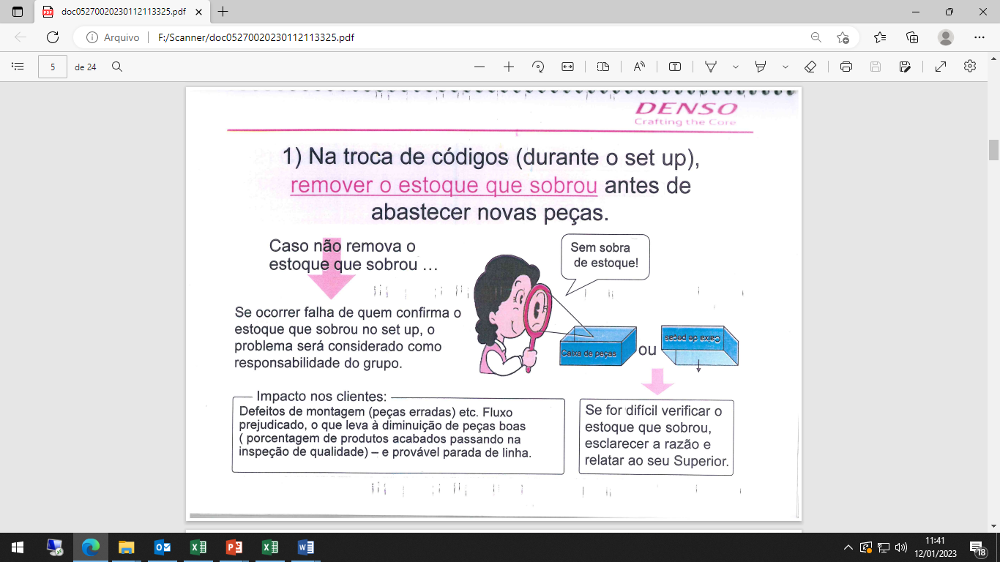 doc05270020230112113325.pdf
Arquivo
F:/Scanner/doc05270020230112113325.pdf
5 de 24
DENSO
Crafting the Core
1) Na troca de códigos (durante o set up),
remover o estoque que sobrou antes de
abastecer novas peças.
Caso não remova o
estoque que sobrou ...
Sem sobra
de estoque!
Se ocorrer falha de quem confirma o
estoque que sobrou no set up, o
problema será considerado como
responsabilidade do grupo.
Caixa de peças
ou
Caixa de peças
Impacto nos clientes:
Defeitos de montagem (peças erradas) etc. Fluxo
prejudicado, o que leva à diminuição de peças boas
( porcentagem de produtos acabados passando na
inspeção de qualidade) – e provável parada de linha.
Se for difícil verificar o
estoque que sobrou,
esclarecer a razão e
relatar ao seu Superior.
11:41
12/01/2023
18